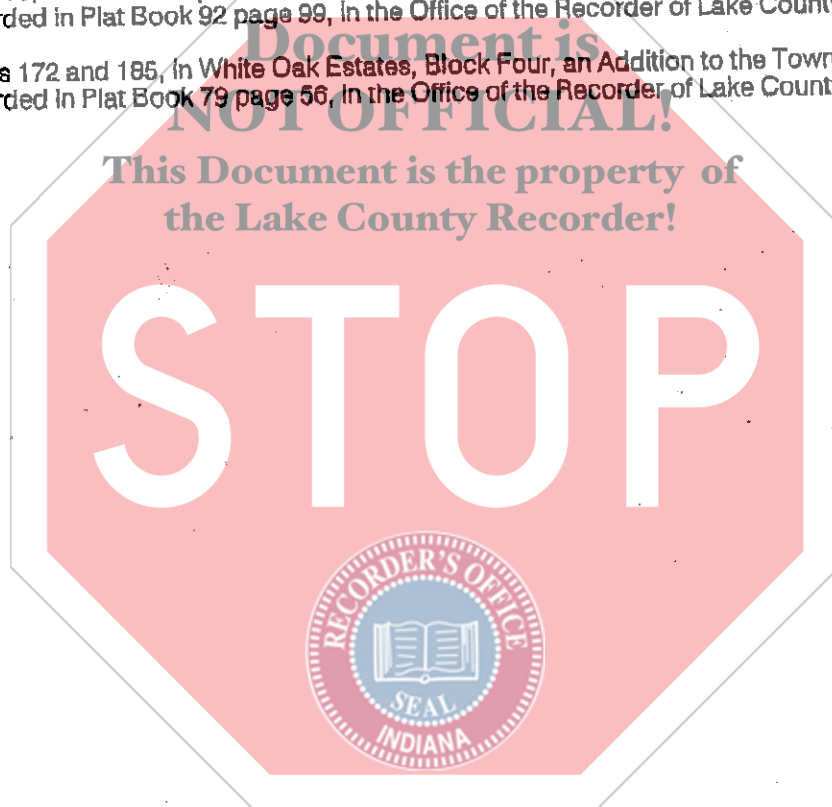 rded in Plat Book 92 page 99, in the Office of the Recorder of Lake Count
Document is
s 172 and 185, in White Oak Estates, Block Four, an Addition to the Town
rded in Plat Book 79 page 56, in the Office of the Recorder of Lake Count
NOT OFFICIAL!
This Document is the property of
the Lake County Recorder!
STOP
RECORDER'S OFFICE
SEAL
INDIANA